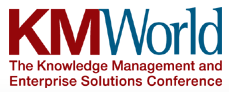 KMWorld
The Knowledge Management and
Enterprise Solutions Conference